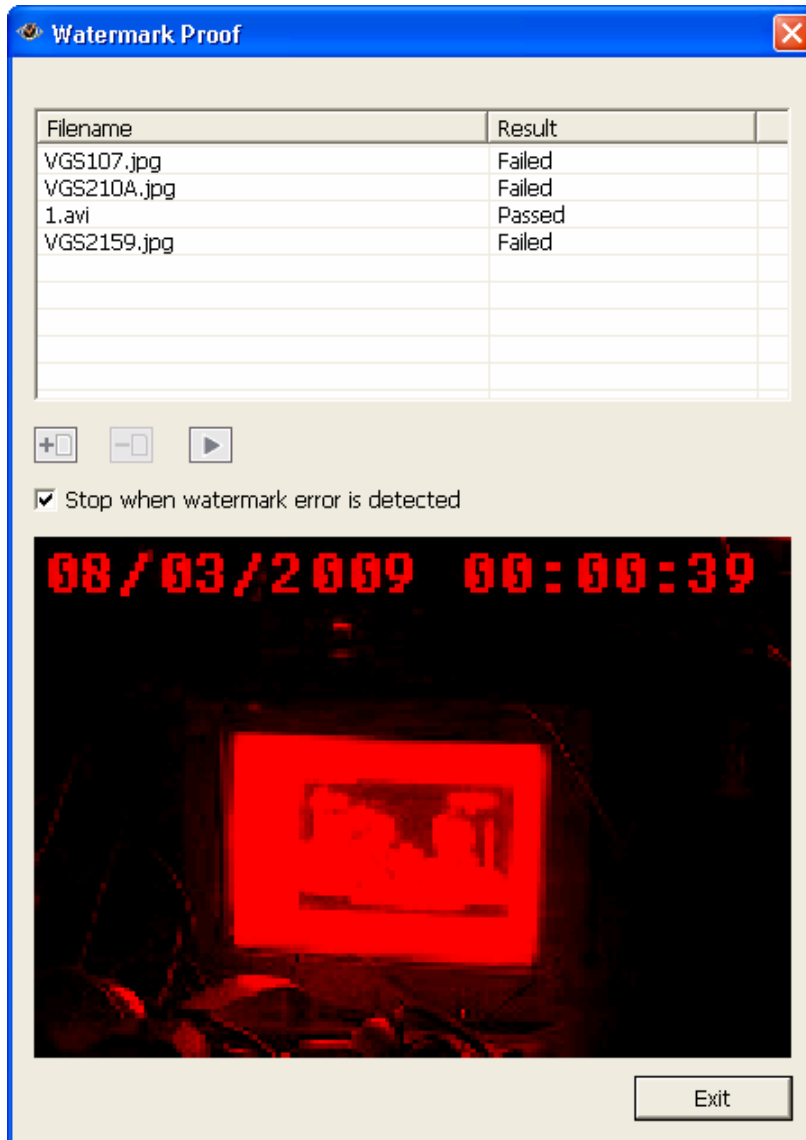 Watermark Proof
Filename Result
VGS107.jpg Failed
VGS210A.jpg Failed
1.avi Passed
VGS2159.jpg Failed
Stop when watermark error is detected
08/03/2009 00:00:39
Exit